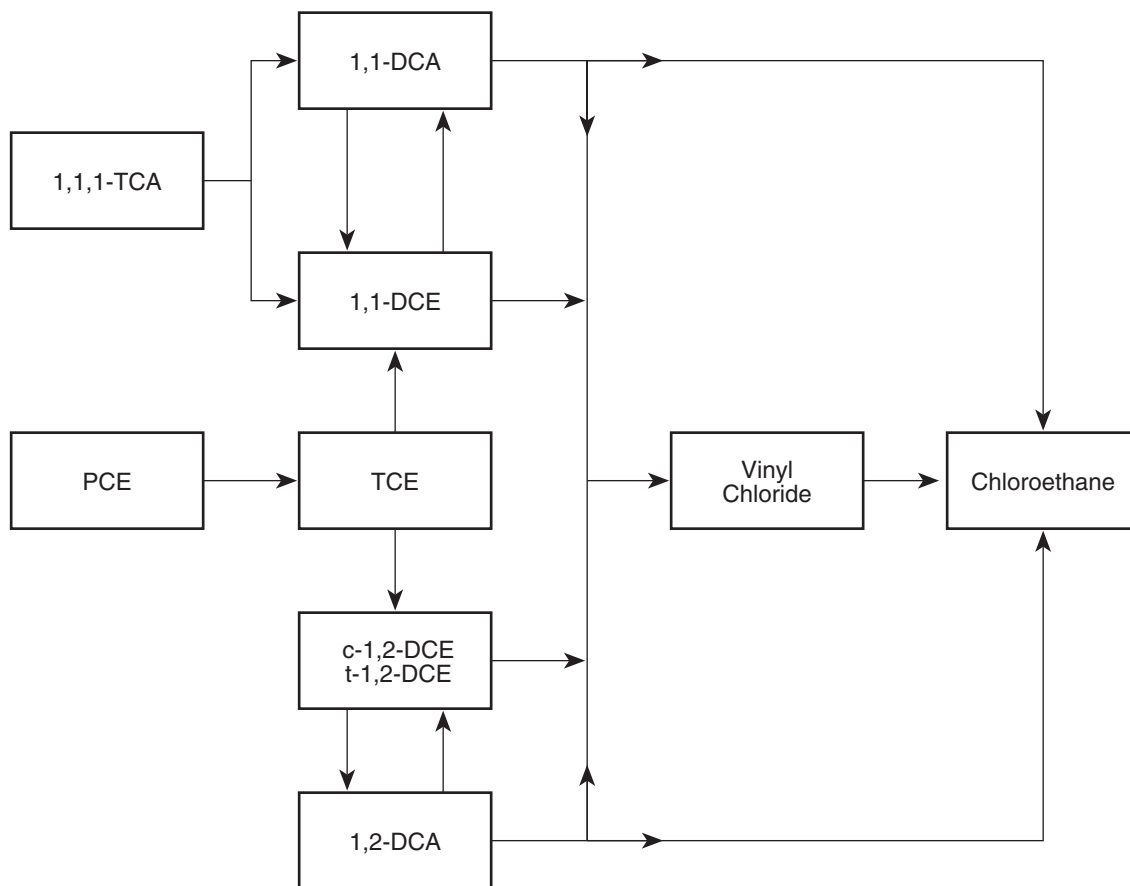 1,1-DCA
1,1,1-TCA
1,1-DCE
PCE
TCE
Vinyl
Chloride
Chloroethane
c-1,2-DCE
t-1,2-DCE
1,2-DCA